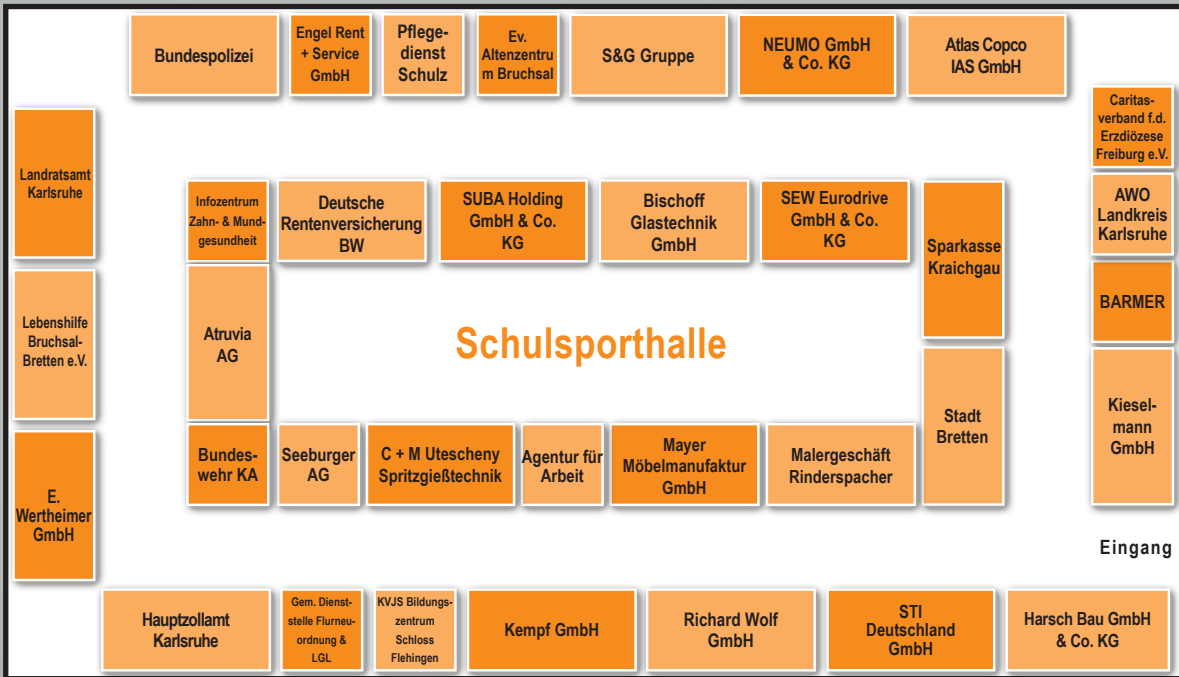 Bundespolizei
Engel Rent
+ Service
GmbH
Pflege-
dienst
Schulz
Ev.
Altenzentru
m Bruchsal
S&G Gruppe
NEUMO GmbH
& Co. KG
Atlas Copco
IAS GmbH
Caritas-
verband f.d.
Erzdiözese
Freiburg e.V.
Landratsamt
Karlsruhe
Infozentrum
Zahn- & Mund-
gesundheit
Deutsche
Rentenversicherung
BW
SUBA Holding
GmbH & Co.
KG
Bischoff
Glastechnik
GmbH
SEW Eurodrive
GmbH & Co.
KG
Sparkasse
Kraichgau
AWO
Landkreis
Karlsruhe
BARMER
Lebenshilfe
Bruchsal-
Bretten e.V.
Atruvia
AG
Schulsporthalle
Stadt
Bretten
Kiesel-
mann
GmbH
E.
Wertheimer
GmbH
Bundes-
wehr KA
Seeburger
AG
C + M Utescheny
Spritzgießtechnik
Agentur für
Arbeit
Mayer
Möbelmanufaktur
GmbH
Malergeschäft
Rinderspacher
Eingang
Hauptzollamt
Karlsruhe
Gem. Dienst-
stelle Flurneu-
ordnung &
LGL
KVJS Bildungs-
zentrum
Schloss
Flehingen
Kempf GmbH
Richard Wolf
GmbH
STI
Deutschland
GmbH
Harsch Bau GmbH
& Co. KG